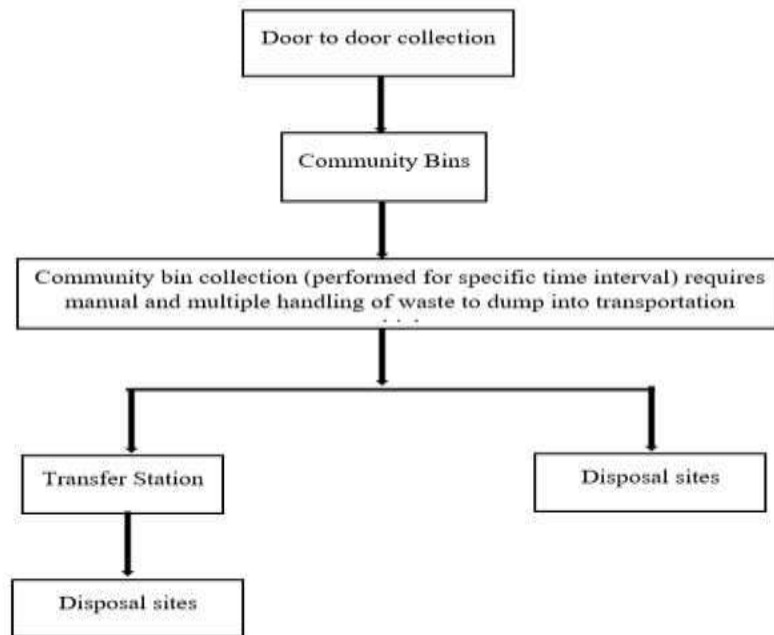 Door to door collection
Community Bins
Community bin collection (performed for specific time interval) requires
manual and multiple handling of waste to dump into transportation
Transfer Station
Disposal sites
Disposal sites